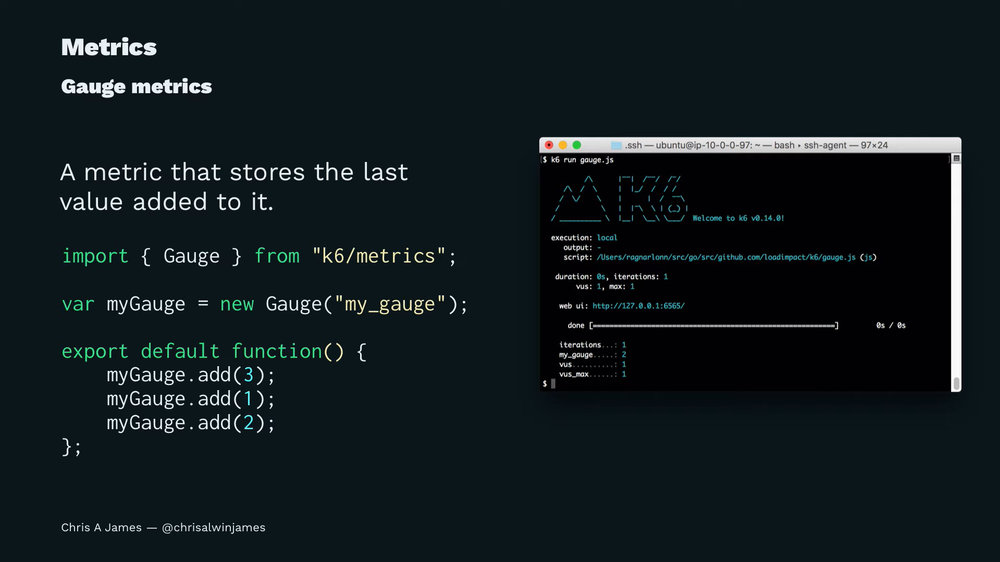 Metrics
Gauge metrics
A metric that stores the last
value added to it.
import { Gauge } from "k6/metrics";
var myGauge = new Gauge("my_gauge");
export default function() {
myGauge.add(3);
myGauge.add(1);
myGauge.add(2);
};
.ssh — ubuntu@ip-10-0-0-97: ~ — bash ▸ ssh-agent — 97×24
[$ k6 run gauge.js ]
Welcome to k6 v0.14.0!
execution: local
output: -
script: /Users/ragnarlonn/src/go/src/github.com/loadimpact/k6/gauge.js (js)
duration: 0s, iterations: 1
vus: 1, max: 1
web ui: http://127.0.0.1:6565/
done [==========================================================] 0s / 0s
iterations...: 1
my_gauge.....: 2
vus..........: 1
vus_max......: 1
$
Chris A James — @chrisalwinjames